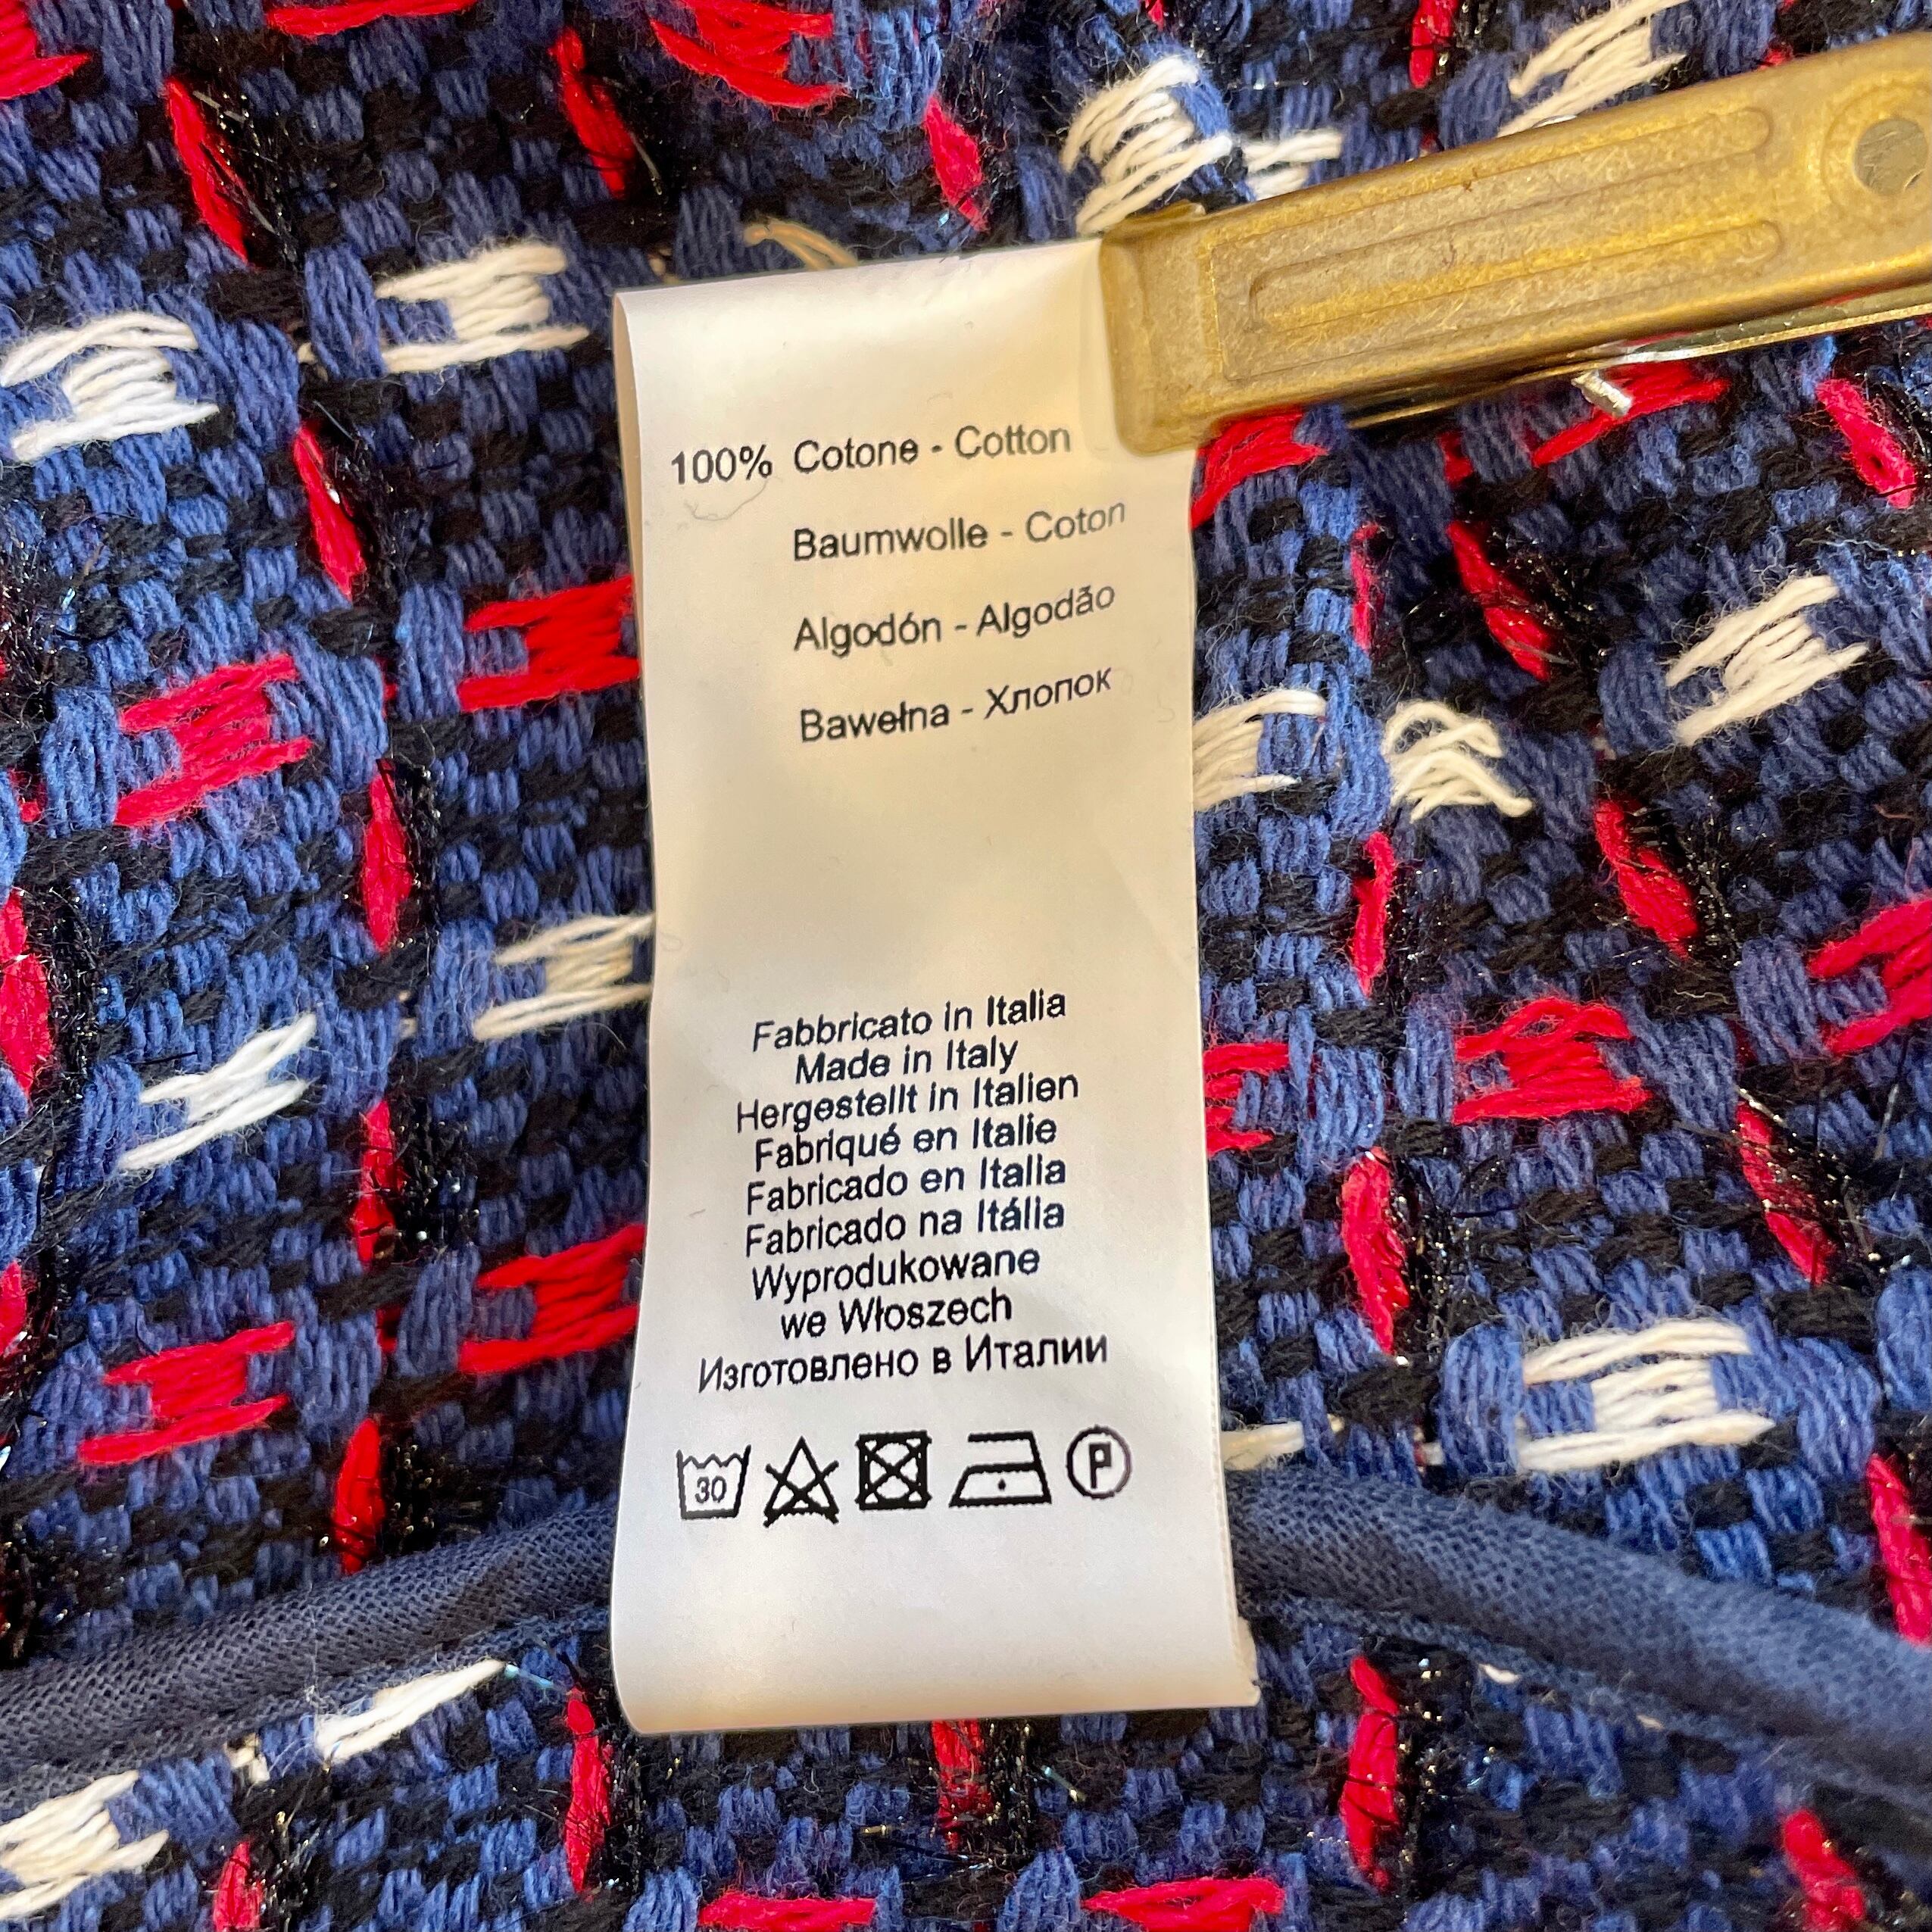 100% Cotone - Cotton
Baumwolle - Coton
Algodón - Algodão
Bawełna - Хлопок
Fabbricato in Italia
Made in Italy
Hergestellt in Italien
Fabriqué en Italie
Fabricado en Italia
Fabricado na Itália
Wyprodukowane
we Włoszech
Изготовлено в Италии
30 P